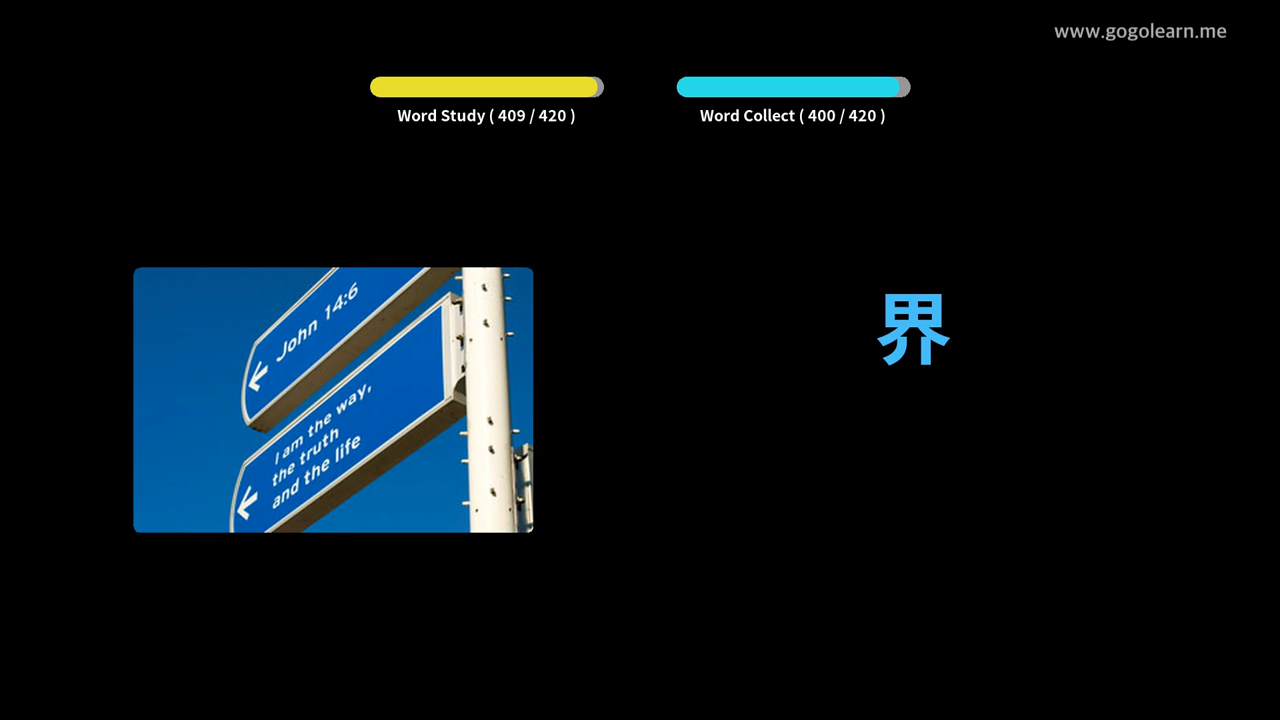 www.gogolearn.me
Word Study ( 409 / 420 )
Word Collect ( 400 / 420 )
John 14:6
I am the way,
the truth
and the life
界